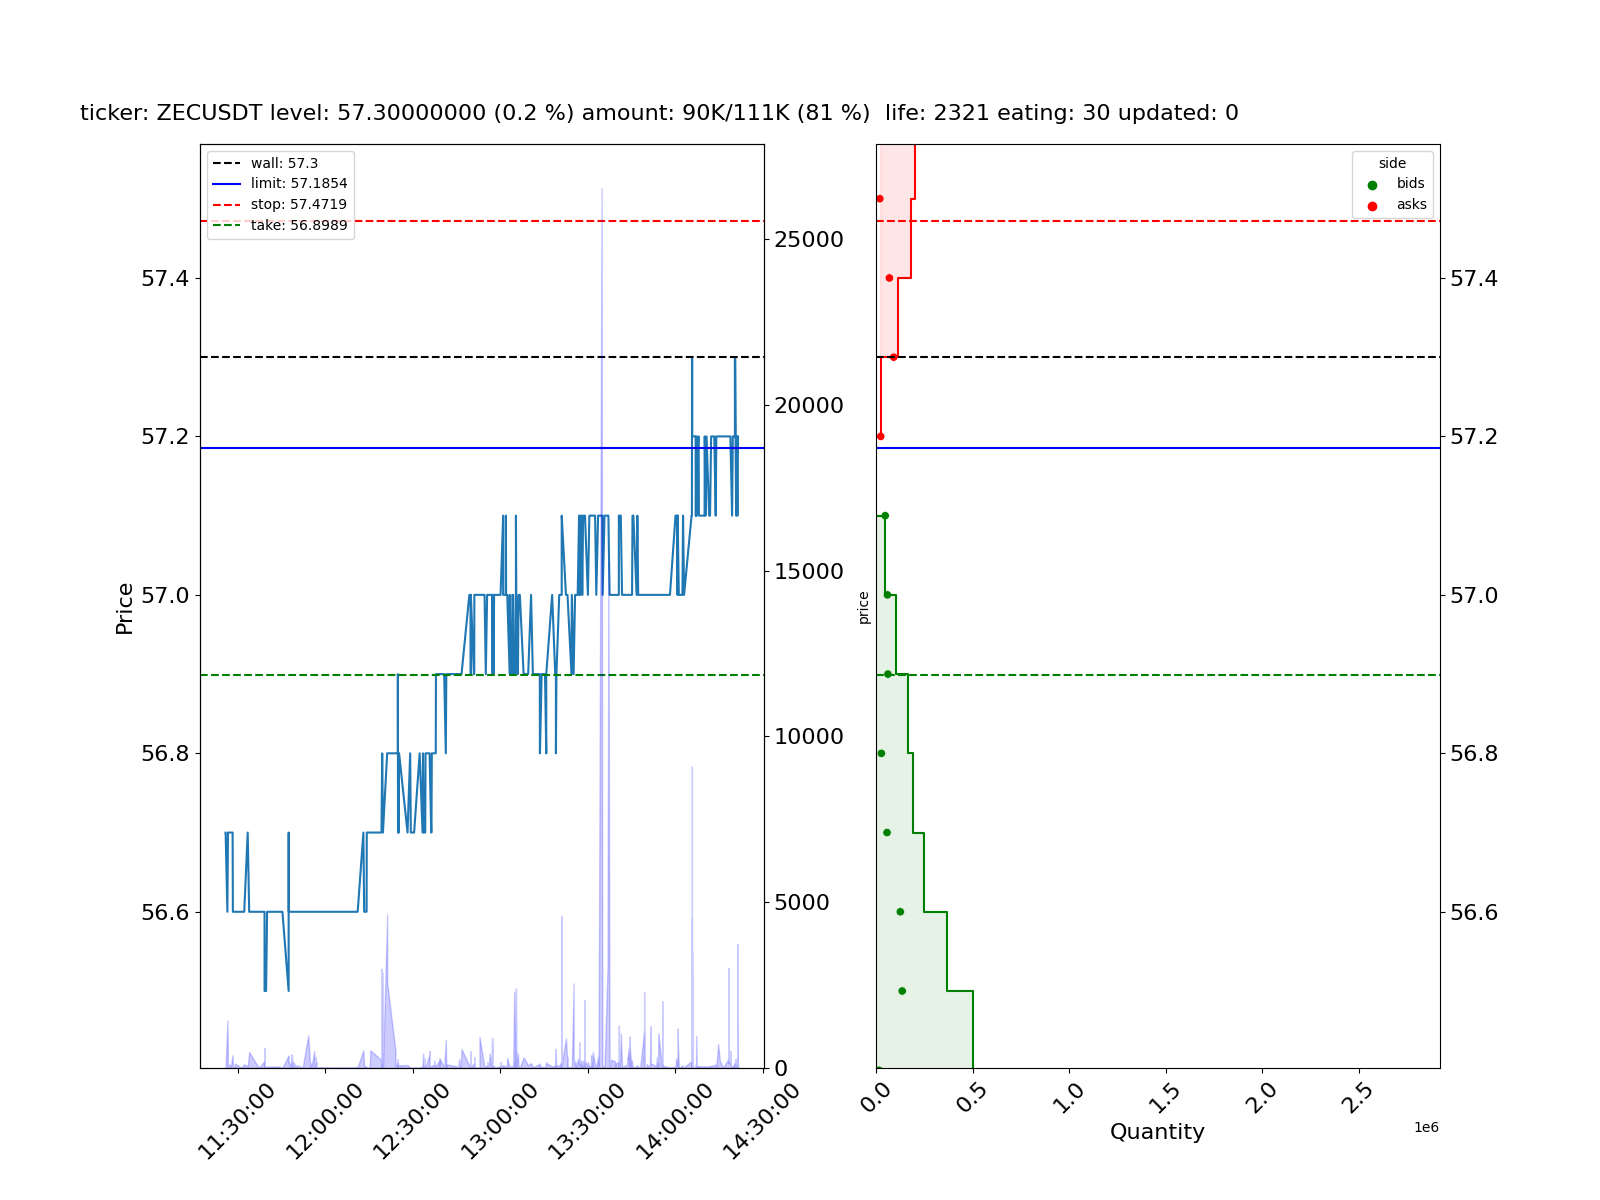 ticker: ZECUSDT level: 57.30000000 (0.2 %) amount: 90K/111K (81 %)  life: 2321 eating: 30 updated: 0
wall: 57.3
limit: 57.1854
stop: 57.4719
take: 56.8989
Price
57.4
57.2
57.0
56.8
56.6
25000
20000
15000
10000
5000
0
11:30:00
12:00:00
12:30:00
13:00:00
13:30:00
14:00:00
14:30:00
side
bids
asks
price
57.4
57.2
57.0
56.8
56.6
0.0
0.5
1.0
1.5
2.0
2.5
1e6
Quantity